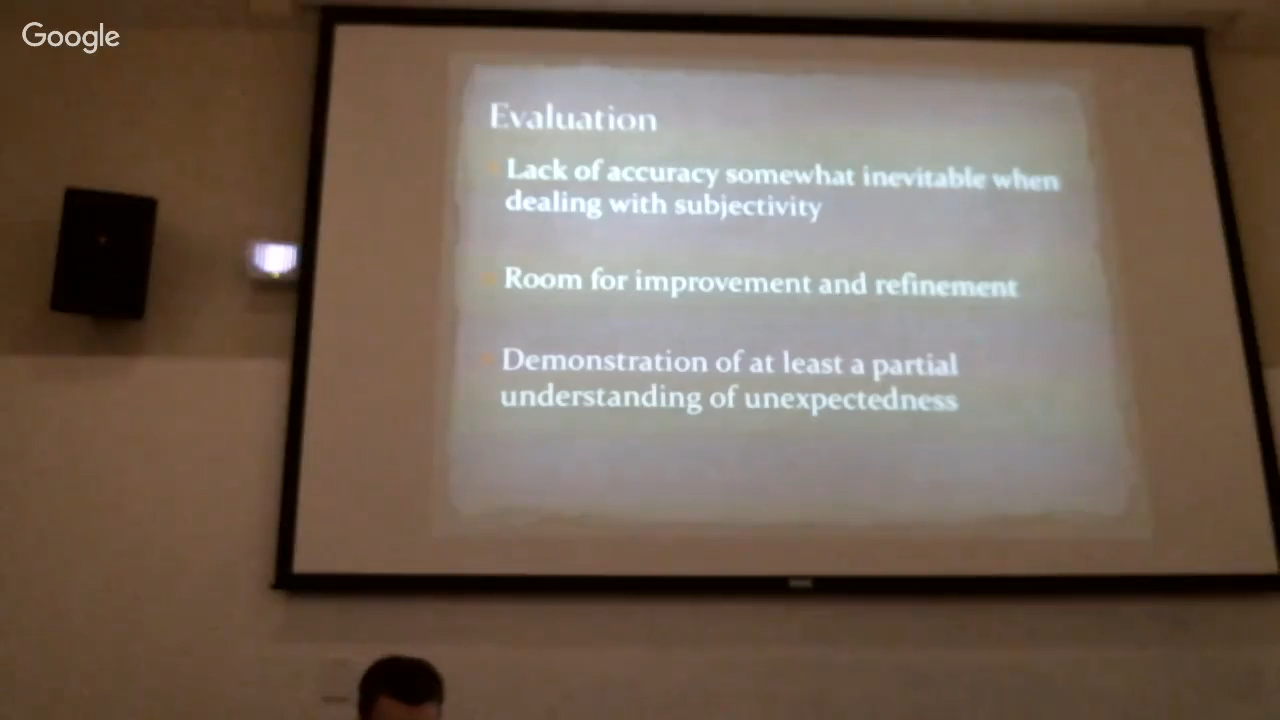 Google
Evaluation
Lack of accuracy somewhat inevitable when
dealing with subjectivity
Room for improvement and refinement
Demonstration of at least a partial
understanding of unexpectedness